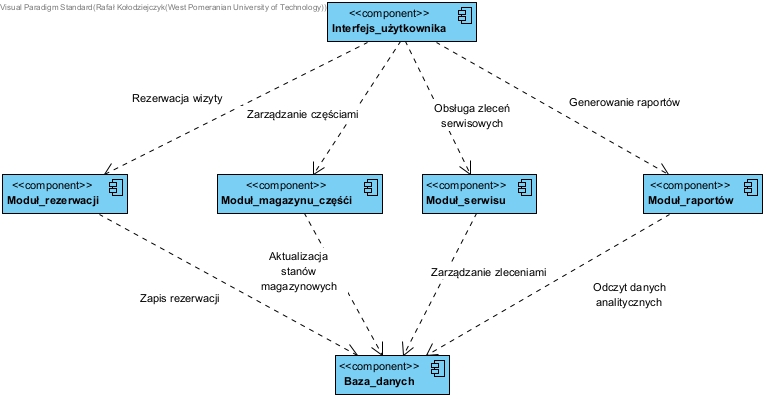 Visual Paradigm Standard(Rafał Kołodziejczyk(West Pomeranian University of Technology))
<<component>>
Interfejs_użytkownika
Rezerwacja wizyty
Zarządzanie częściami
Obsługa zleceń
serwisowych
Generowanie raportów
<<component>>
Moduł_rezerwacji
<<component>>
Moduł_magazynu_częśći
<<component>>
Moduł_serwisu
<<component>>
Moduł_raportów
Zapis rezerwacji
Aktualizacja
stanów
magazynowych
Zarządzanie zleceniami
Odczyt danych
analitycznych
<<component>>
Baza_danych